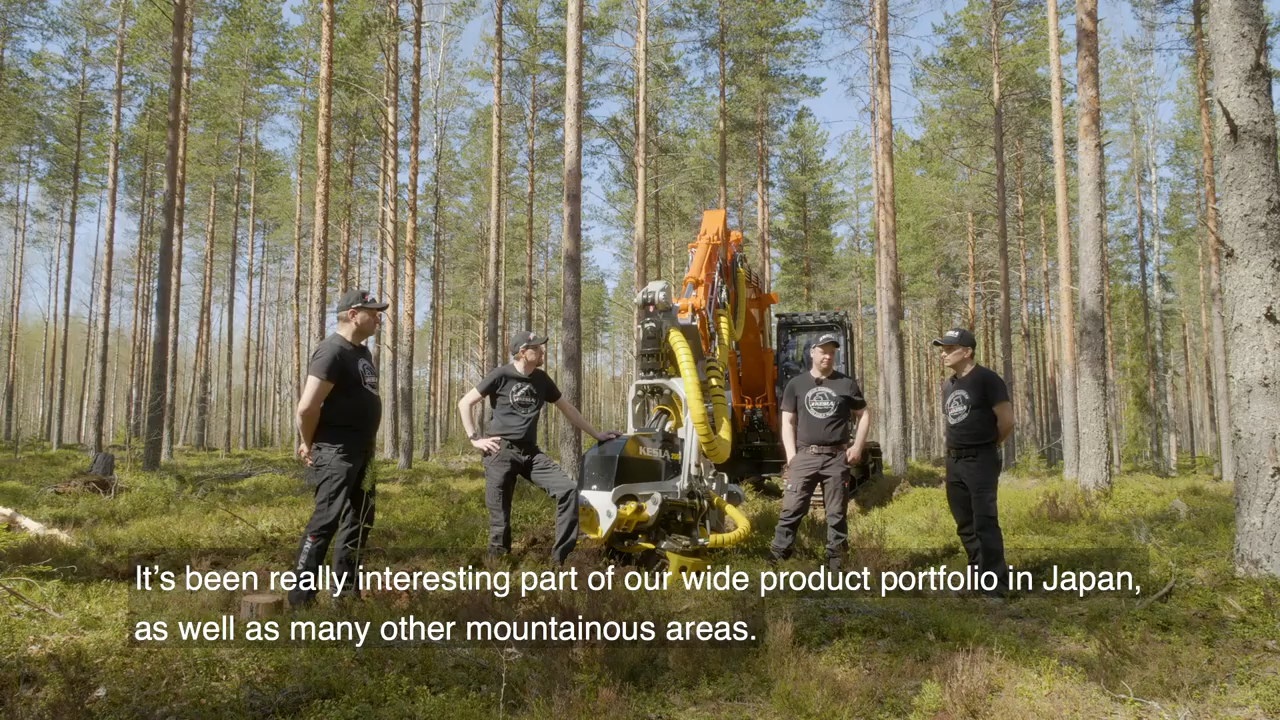 KESLA
It’s been really interesting part of our wide product portfolio in Japan,
as well as many other mountainous areas.